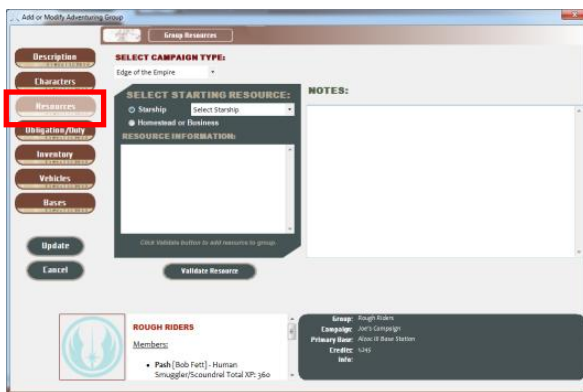 Add or Modify Adventuring Group
Group Resources
Description
Characters
Resources
Obligation/Duty
Inventory
Vehicles
Bases
Update
Cancel
SELECT CAMPAIGN TYPE:
Edge of the Empire
SELECT STARTING RESOURCE:
Starship
Select Starship
Homestead or Business
RESOURCE INFORMATION:
Click Validate button to add resource to group.
Validate Resource
NOTES:
ROUGH RIDERS
Members:
• Pash [Bob Fett] - Human
Smuggler/Scoundrel Total XP: 360
Group: Rough Riders
Campaign: Joe's Campaign
Primary Base: Alzoc III Base Station
Credits: 1,245
Info: